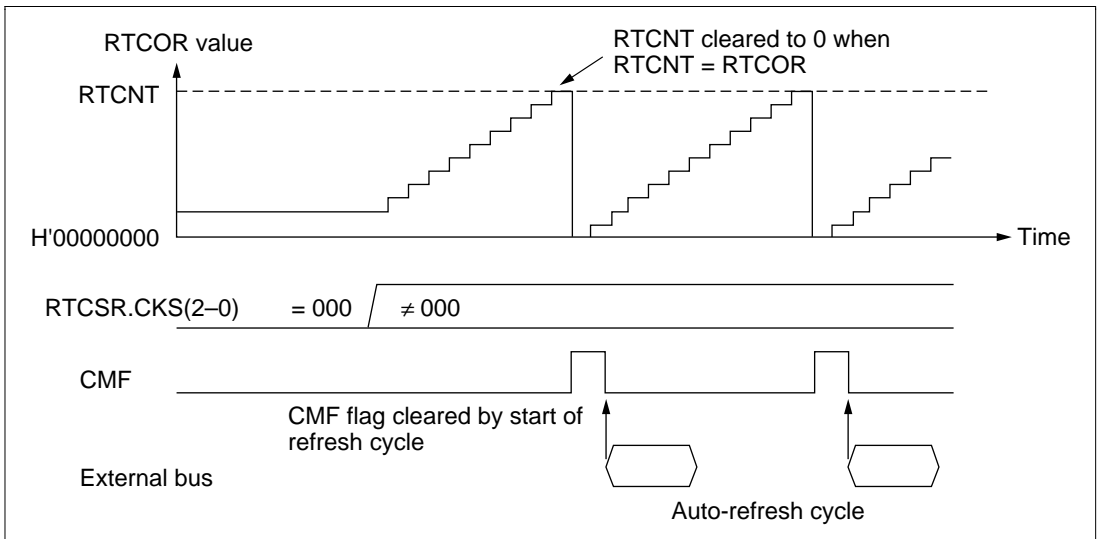 RTCOR value
RTCNT cleared to 0 when
RTCNT = RTCOR
RTCNT
H'00000000
Time
RTCSR.CKS(2–0) = 000 ≠ 000
CMF
CMF flag cleared by start of
refresh cycle
External bus
Auto-refresh cycle